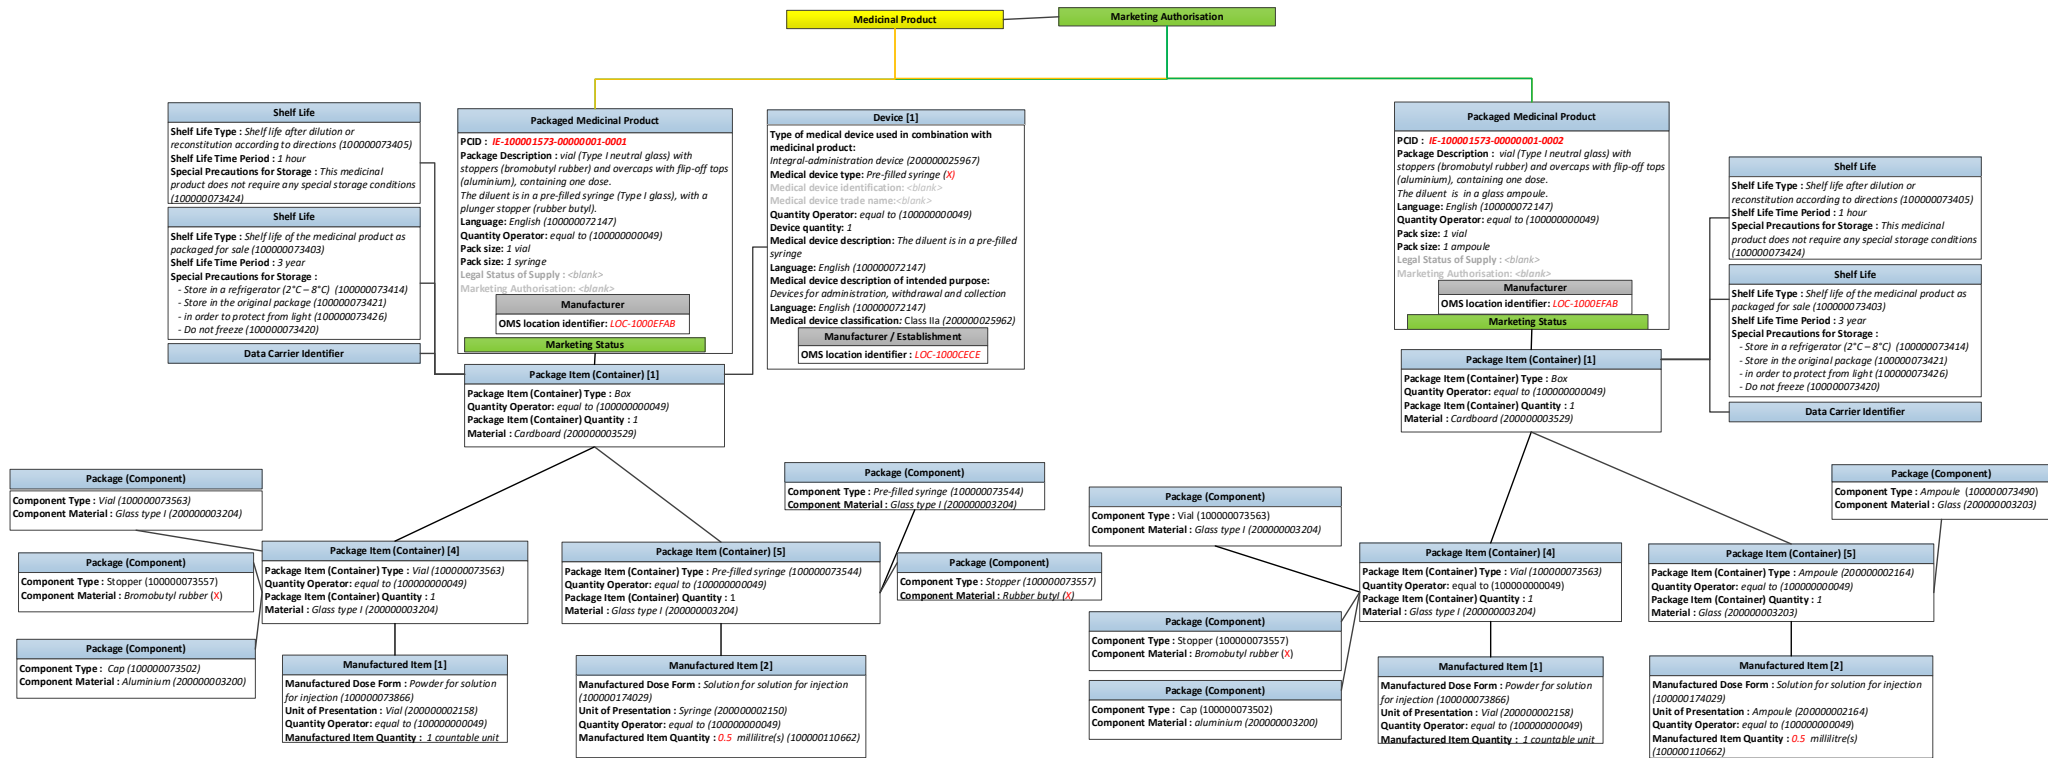 Medicinal Product
Marketing Authorisation
Shelf Life
Shelf Life Type : Shelf life after dilution or
reconstitution according to directions (100000073405)
Shelf Life Time Period : 1 hour
Special Precautions for Storage : This medicinal
product does not require any special storage conditions
(100000073424)
Shelf Life
Shelf Life Type : Shelf life of the medicinal product as
packaged for sale (100000073403)
Shelf Life Time Period : 3 year
Special Precautions for Storage :
- Store in a refrigerator (2°C – 8°C) (100000073414)
- Store in the original package (100000073421)
- in order to protect from light (100000073426)
- Do not freeze (100000073420)
Data Carrier Identifier
Packaged Medicinal Product
PCID : IE-100001573-00000001-0001
Package Description : vial (Type I neutral glass) with
stoppers (bromobutyl rubber) and overcaps with flip-off tops
(aluminium), containing one dose.
The diluent is in a pre-filled syringe (Type I glass), with a
plunger stopper (rubber butyl).
Language: English (100000072147)
Quantity Operator: equal to (100000000049)
Pack size: 1 vial
Pack size: 1 syringe
Legal Status of Supply : <blank>
Marketing Authorisation: <blank>
Manufacturer
OMS location identifier: LOC-1000EFAB
Marketing Status
Device [1]
Type of medical device used in combination with
medicinal product:
Integral-administration device (200000025967)
Medical device type: Pre-filled syringe (X)
Medical device identification: <blank>
Medical device trade name:<blank>
Quantity Operator: equal to (100000000049)
Device quantity: 1
Medical device description: The diluent is in a pre-filled
syringe
Language: English (100000072147)
Medical device description of intended purpose:
Devices for administration, withdrawal and collection
Language: English (100000072147)
Medical device classification: Class IIa (200000025962)
Manufacturer / Establishment
OMS location identifier : LOC-1000CECE
Packaged Medicinal Product
PCID : IE-100001573-00000001-0002
Package Description : vial (Type I neutral glass) with
stoppers (bromobutyl rubber) and overcaps with flip-off tops
(aluminium), containing one dose.
The diluent is in a glass ampoule.
Language: English (100000072147)
Quantity Operator: equal to (100000000049)
Pack size: 1 vial
Pack size: 1 ampoule
Legal Status of Supply : <blank>
Marketing Authorisation: <blank>
Manufacturer
OMS location identifier: LOC-1000EFAB
Marketing Status
Shelf Life
Shelf Life Type : Shelf life after dilution or
reconstitution according to directions (100000073405)
Shelf Life Time Period : 1 hour
Special Precautions for Storage : This medicinal
product does not require any special storage conditions
(100000073424)
Shelf Life
Shelf Life Type : Shelf life of the medicinal product as
packaged for sale (100000073403)
Shelf Life Time Period : 3 year
Special Precautions for Storage :
- Store in a refrigerator (2°C – 8°C) (100000073414)
- Store in the original package (100000073421)
- in order to protect from light (100000073426)
- Do not freeze (100000073420)
Data Carrier Identifier
Package Item (Container) [1]
Package Item (Container) Type : Box
Quantity Operator: equal to (100000000049)
Package Item (Container) Quantity : 1
Material : Cardboard (200000003529)
Package Item (Container) [1]
Package Item (Container) Type : Box
Quantity Operator: equal to (100000000049)
Package Item (Container) Quantity : 1
Material : Cardboard (200000003529)
Package (Component)
Component Type : Vial (100000073563)
Component Material : Glass type I (200000003204)
Package (Component)
Component Type : Stopper (100000073557)
Component Material : Bromobutyl rubber (X)
Package (Component)
Component Type : Cap (100000073502)
Component Material : Aluminium (200000003200)
Package Item (Container) [4]
Package Item (Container) Type : Vial (100000073563)
Quantity Operator: equal to (100000000049)
Package Item (Container) Quantity : 1
Material : Glass type I (200000003204)
Manufactured Item [1]
Manufactured Dose Form : Powder for solution
for injection (100000073866)
Unit of Presentation : Vial (200000002158)
Quantity Operator: equal to (100000000049)
Manufactured Item Quantity : 1 countable unit
Package Item (Container) [5]
Package Item (Container) Type : Pre-filled syringe (100000073544)
Quantity Operator: equal to (100000000049)
Package Item (Container) Quantity : 1
Material : Glass type I (200000003204)
Manufactured Item [2]
Manufactured Dose Form : Solution for solution for injection
(100000174029)
Unit of Presentation : Syringe (200000002150)
Quantity Operator: equal to (100000000049)
Manufactured Item Quantity : 0.5 millilitre(s) (100000110662)
Package (Component)
Component Type : Pre-filled syringe (100000073544)
Component Material : Glass type I (200000003204)
Package (Component)
Component Type : Stopper (100000073557)
Component Material : Rubber butyl (X)
Package (Component)
Component Type : Vial (100000073563)
Component Material : Glass type I (200000003204)
Package (Component)
Component Type : Stopper (100000073557)
Component Material : Bromobutyl rubber (X)
Package (Component)
Component Type : Cap (100000073502)
Component material : aluminium (200000003200)
Package Item (Container) [4]
Package Item (Container) Type : Vial (100000073563)
Quantity Operator: equal to (100000000049)
Package Item (Container) Quantity : 1
Material : Glass type I (200000003204)
Manufactured Item [1]
Manufactured Dose Form : Powder for solution
for injection (100000073866)
Unit of Presentation : Vial (200000002158)
Quantity Operator: equal to (100000000049)
Manufactured Item Quantity : 1 countable unit
Package (Component)
Component Type : Ampoule (100000073490)
Component Material : Glass (200000003203)
Package Item (Container) [5]
Package Item (Container) Type : Ampoule (200000002164)
Quantity Operator: equal to (100000000049)
Package Item (Container) Quantity : 1
Material : Glass (200000003203)
Manufactured Item [2]
Manufactured Dose Form : Solution for solution for injection
(100000174029)
Unit of Presentation : Ampoule (200000002164)
Quantity Operator: equal to (100000000049)
Manufactured Item Quantity : 0.5 millilitre(s)
(100000110662)